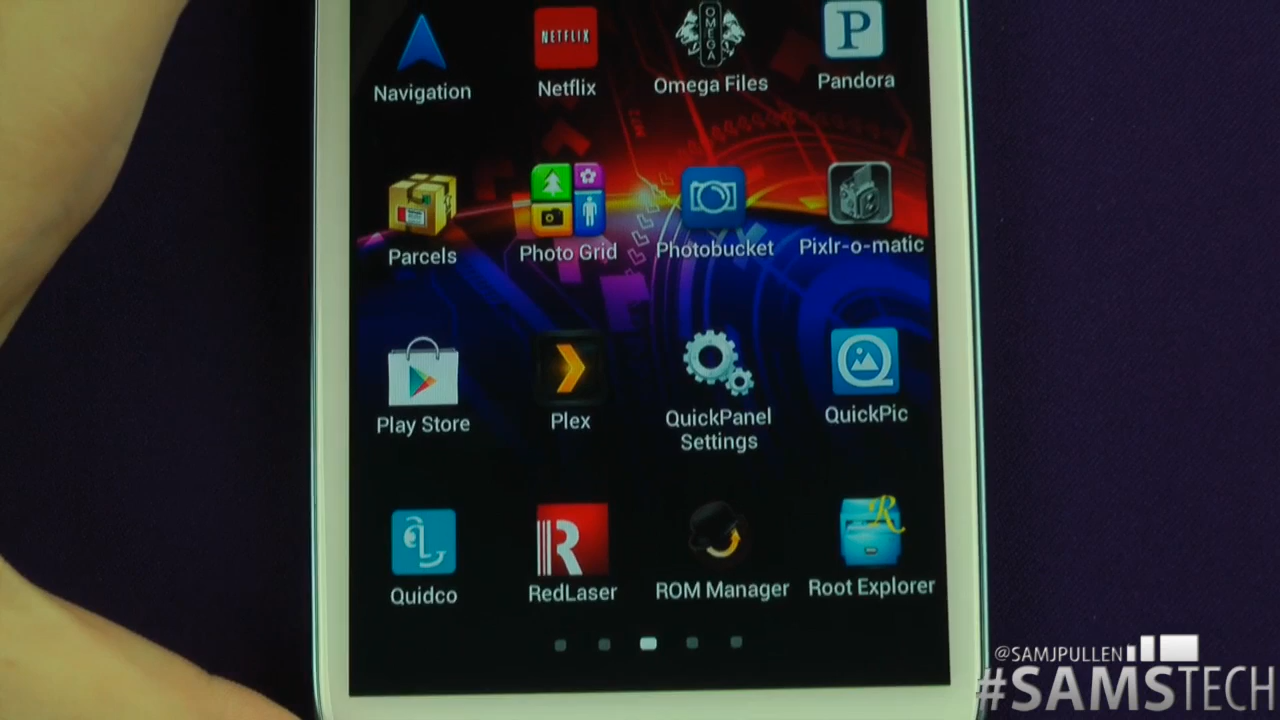 NETFLIX
OMEGA
P
Navigation
Netflix
Omega Files
Pandora
Parcels
Photo Grid
Photobucket
Pixlr-o-matic
Play Store
Plex
QuickPanel
Settings
QuickPic
R
R
Quidco
RedLaser
ROM Manager
Root Explorer
@SAMJPULLEN
#SAMSTECH